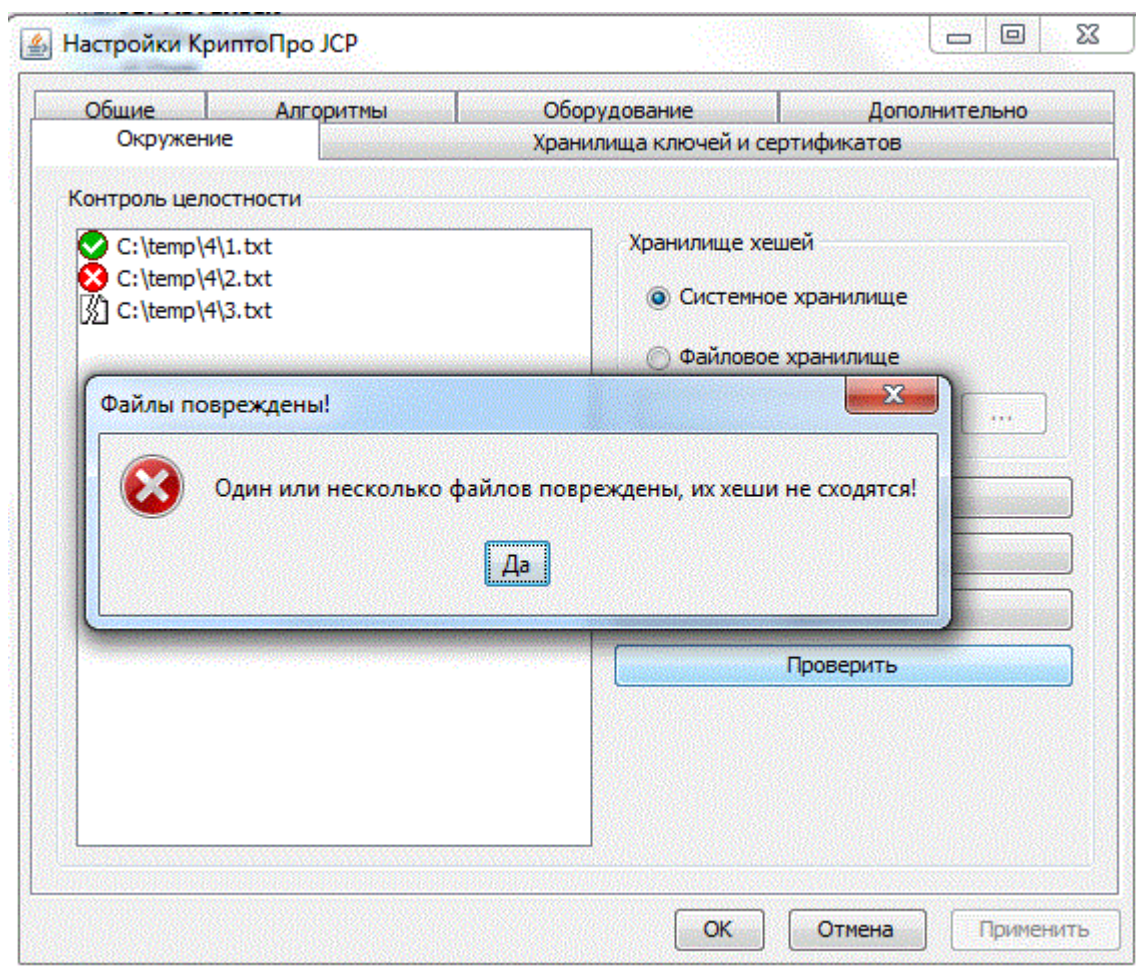 Настройки КриптоПро JCP
Общие Алгоритмы Оборудование Дополнительно
Окружение Хранилища ключей и сертификатов
Контроль целостности
C:\temp\4\1.txt
C:\temp\4\2.txt
C:\temp\4\3.txt
Хранилище хешей
Системное хранилище
Файловое хранилище
...
Файлы повреждены!
Один или несколько файлов повреждены, их хеши не сходятся!
Да
Проверить
ОК Отмена Применить